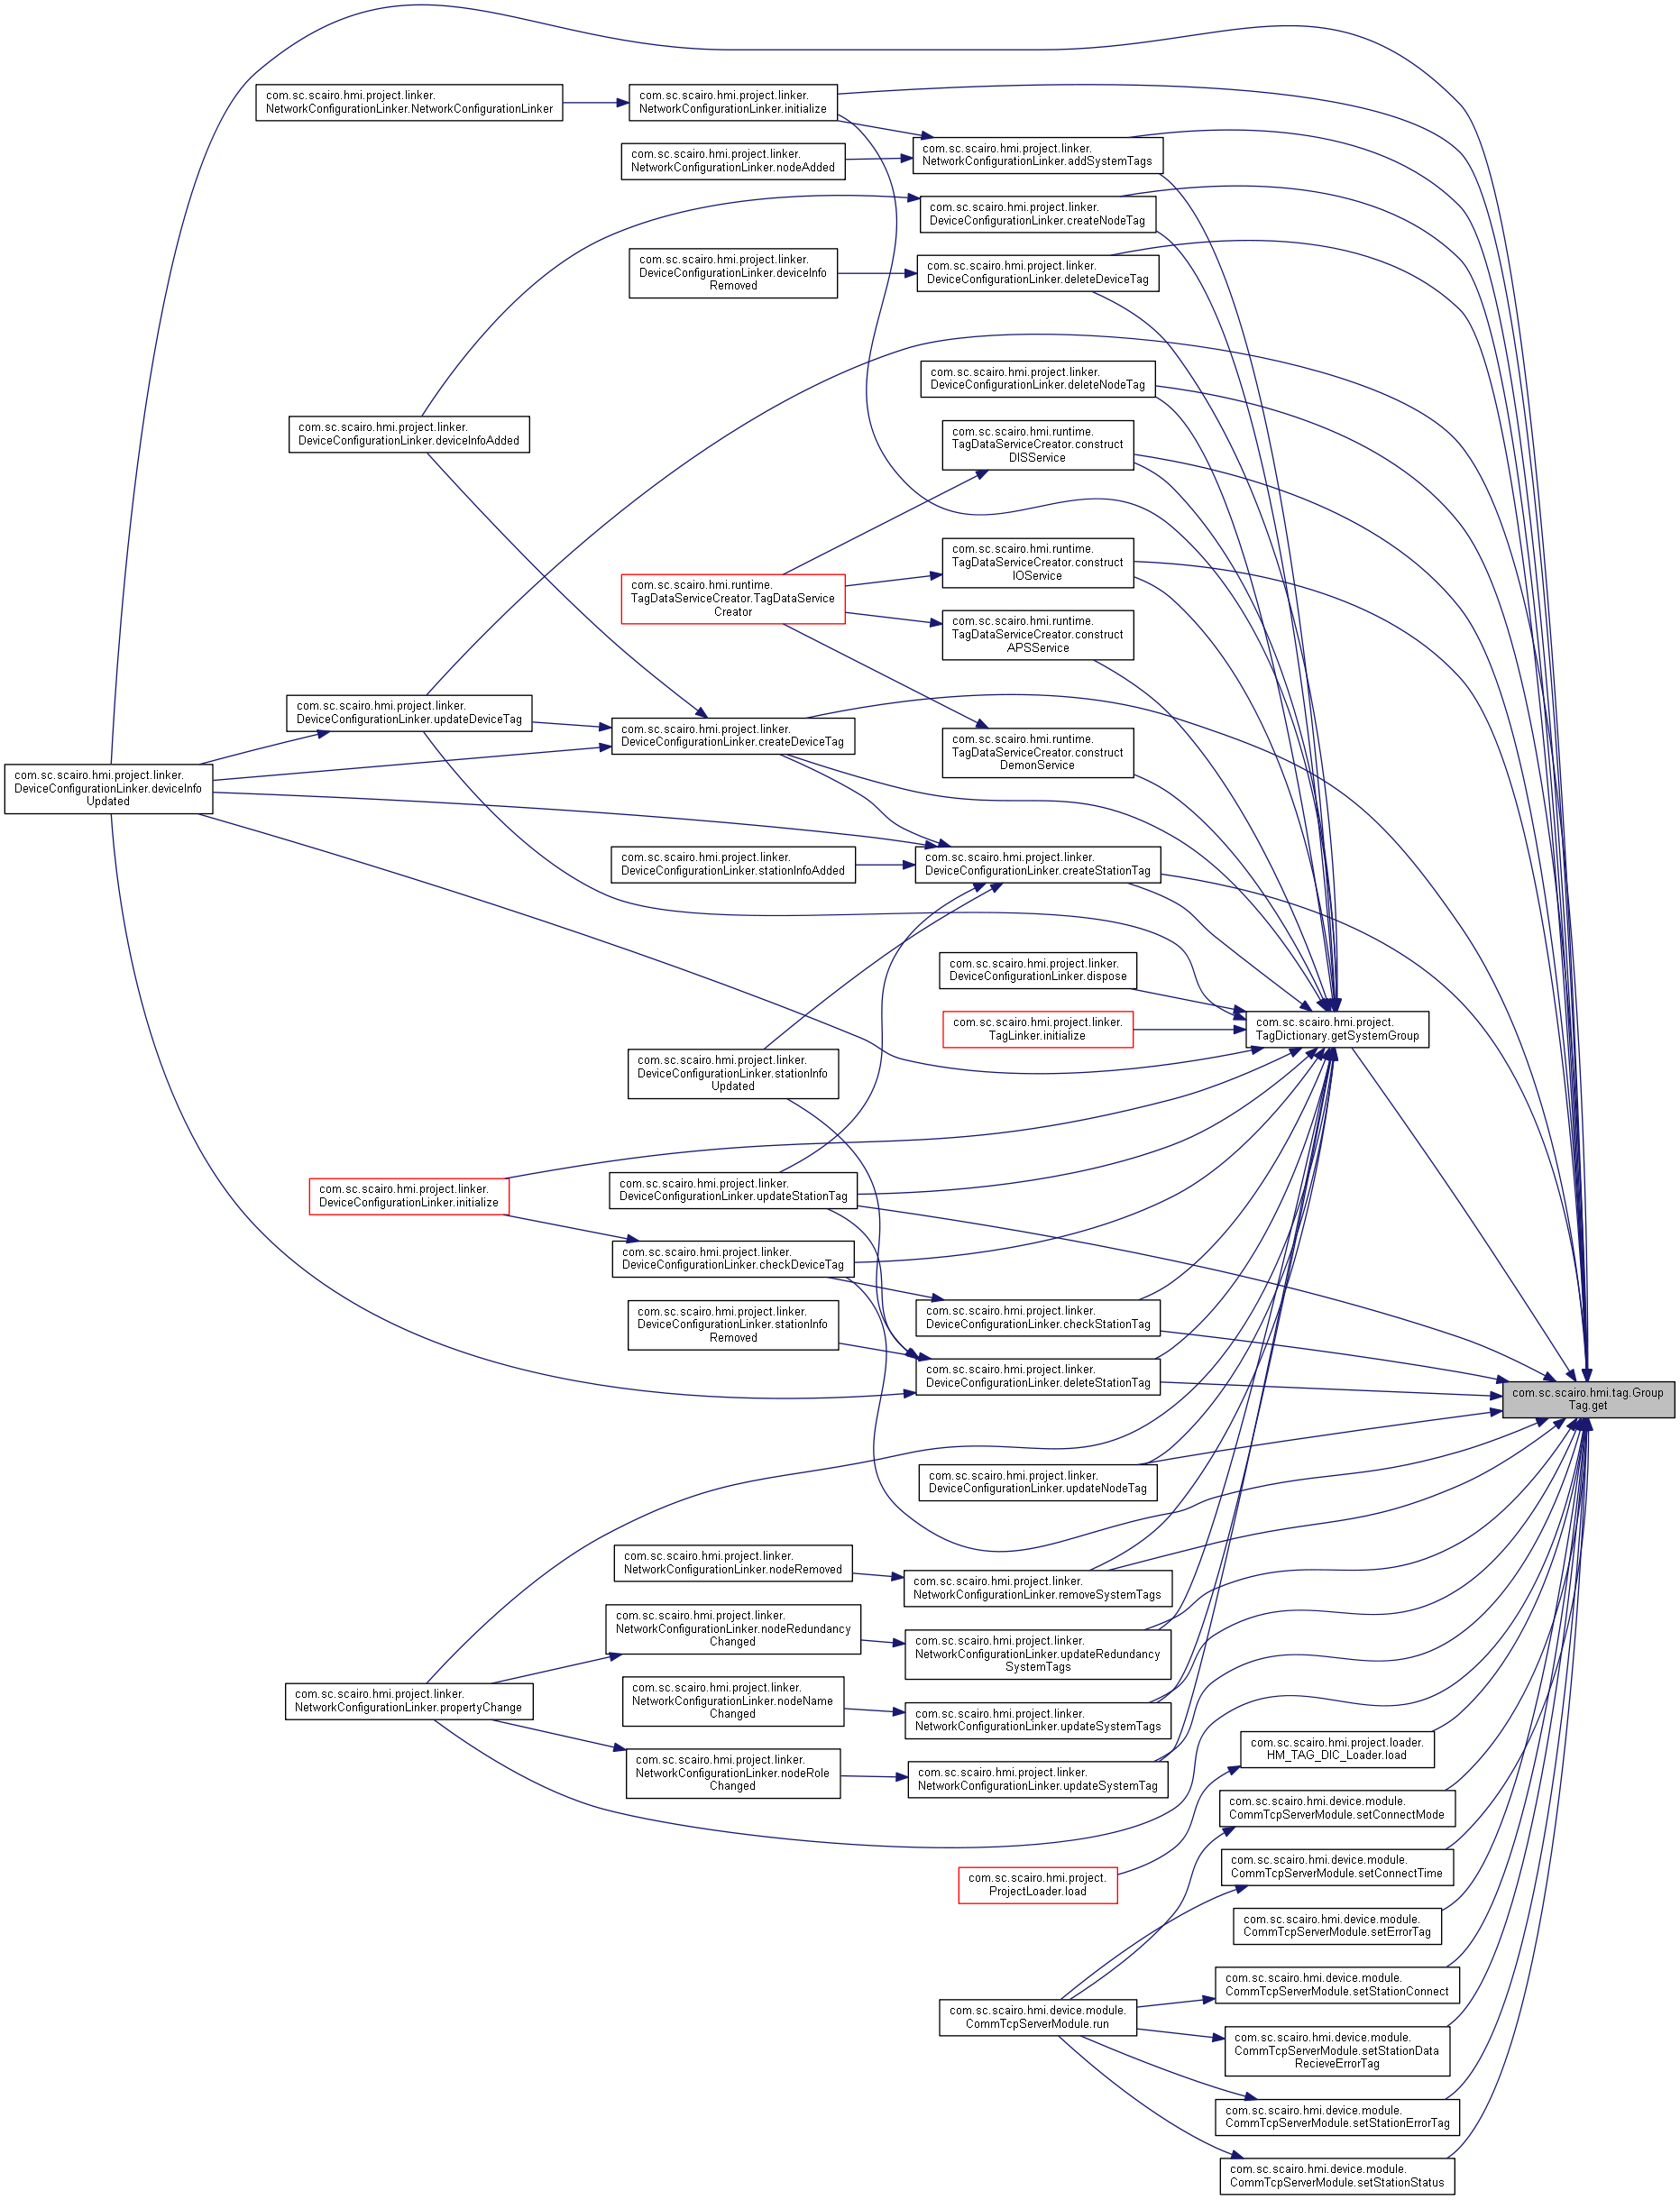 com.sc.scairo.hmi.project.linker.
NetworkConfigurationLinker.NetworkConfigurationLinker
com.sc.scairo.hmi.project.linker.
NetworkConfigurationLinker.initialize
com.sc.scairo.hmi.project.linker.
NetworkConfigurationLinker.addSystemTags
com.sc.scairo.hmi.project.linker.
NetworkConfigurationLinker.nodeAdded
com.sc.scairo.hmi.project.linker.
DeviceConfigurationLinker.createNodeTag
com.sc.scairo.hmi.project.linker.
DeviceConfigurationLinker.deviceInfo
Removed
com.sc.scairo.hmi.project.linker.
DeviceConfigurationLinker.deleteDeviceTag
com.sc.scairo.hmi.project.linker.
DeviceConfigurationLinker.deleteNodeTag
com.sc.scairo.hmi.project.linker.
DeviceConfigurationLinker.deviceInfoAdded
com.sc.scairo.hmi.runtime.
TagDataServiceCreator.construct
DISService
com.sc.scairo.hmi.runtime.
TagDataServiceCreator.construct
IOService
com.sc.scairo.hmi.runtime.
TagDataServiceCreator.TagDataService
Creator
com.sc.scairo.hmi.runtime.
TagDataServiceCreator.construct
APSService
com.sc.scairo.hmi.project.linker.
DeviceConfigurationLinker.updateDeviceTag
com.sc.scairo.hmi.project.linker.
DeviceConfigurationLinker.createDeviceTag
com.sc.scairo.hmi.runtime.
TagDataServiceCreator.construct
DemonService
com.sc.scairo.hmi.project.linker.
DeviceConfigurationLinker.deviceInfo
Updated
com.sc.scairo.hmi.project.linker.
DeviceConfigurationLinker.stationInfoAdded
com.sc.scairo.hmi.project.linker.
DeviceConfigurationLinker.createStationTag
com.sc.scairo.hmi.project.linker.
DeviceConfigurationLinker.dispose
com.sc.scairo.hmi.project.linker.
TagLinker.initialize
com.sc.scairo.hmi.project.
TagDictionary.getSystemGroup
com.sc.scairo.hmi.project.linker.
DeviceConfigurationLinker.stationInfo
Updated
com.sc.scairo.hmi.project.linker.
DeviceConfigurationLinker.initialize
com.sc.scairo.hmi.project.linker.
DeviceConfigurationLinker.updateStationTag
com.sc.scairo.hmi.project.linker.
DeviceConfigurationLinker.checkDeviceTag
com.sc.scairo.hmi.project.linker.
DeviceConfigurationLinker.stationInfo
Removed
com.sc.scairo.hmi.project.linker.
DeviceConfigurationLinker.checkStationTag
com.sc.scairo.hmi.project.linker.
DeviceConfigurationLinker.deleteStationTag
com.sc.scairo.hmi.tag.Group
Tag.get
com.sc.scairo.hmi.project.linker.
DeviceConfigurationLinker.updateNodeTag
com.sc.scairo.hmi.project.linker.
NetworkConfigurationLinker.nodeRemoved
com.sc.scairo.hmi.project.linker.
NetworkConfigurationLinker.removeSystemTags
com.sc.scairo.hmi.project.linker.
NetworkConfigurationLinker.nodeRedundancy
Changed
com.sc.scairo.hmi.project.linker.
NetworkConfigurationLinker.updateRedundancy
SystemTags
com.sc.scairo.hmi.project.linker.
NetworkConfigurationLinker.propertyChange
com.sc.scairo.hmi.project.linker.
NetworkConfigurationLinker.nodeName
Changed
com.sc.scairo.hmi.project.linker.
NetworkConfigurationLinker.updateSystemTags
com.sc.scairo.hmi.project.loader.
HM_TAG_DIC_Loader.load
com.sc.scairo.hmi.project.linker.
NetworkConfigurationLinker.nodeRole
Changed
com.sc.scairo.hmi.project.linker.
NetworkConfigurationLinker.updateSystemTag
com.sc.scairo.hmi.device.module.
CommTcpServerModule.setConnectMode
com.sc.scairo.hmi.device.module.
CommTcpServerModule.setConnectTime
com.sc.scairo.hmi.project.
ProjectLoader.load
com.sc.scairo.hmi.device.module.
CommTcpServerModule.setErrorTag
com.sc.scairo.hmi.device.module.
CommTcpServerModule.setStationConnect
com.sc.scairo.hmi.device.module.
CommTcpServerModule.run
com.sc.scairo.hmi.device.module.
CommTcpServerModule.setStationData
RecieveErrorTag
com.sc.scairo.hmi.device.module.
CommTcpServerModule.setStationErrorTag
com.sc.scairo.hmi.device.module.
CommTcpServerModule.setStationStatus